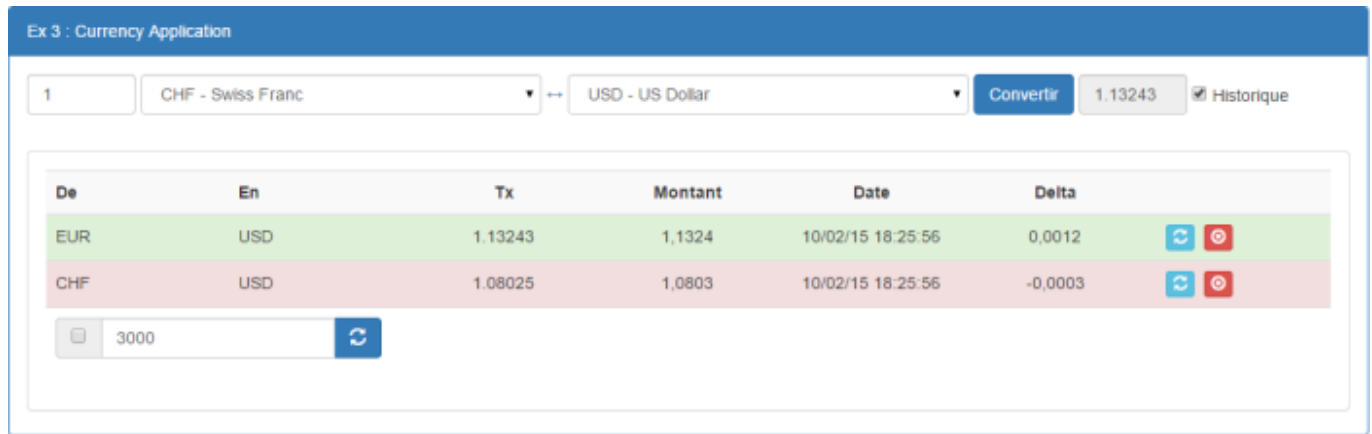 Ex 3 : Currency Application
1 CHF - Swiss Franc ↔ USD - US Dollar Convertir 1.13243 Historique
De En Tx Montant Date Delta
EUR USD 1.13243 1,1324 10/02/15 18:25:56 0,0012
CHF USD 1.08025 1,0803 10/02/15 18:25:56 -0,0003
3000